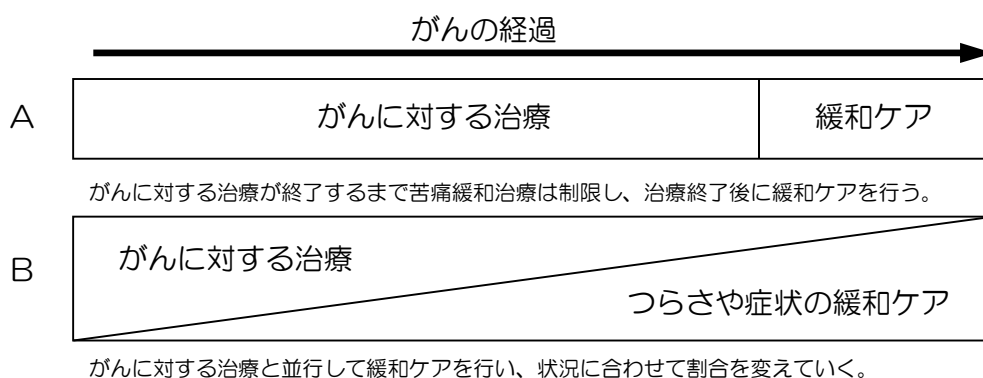 がんの経過
A
がんに対する治療
緩和ケア
がんに対する治療が終了するまで苦痛緩和治療は制限し、治療終了後に緩和ケアを行う。
B
がんに対する治療
つらさや症状の緩和ケア
がんに対する治療と並行して緩和ケアを行い、状況に合わせて割合を変えていく。